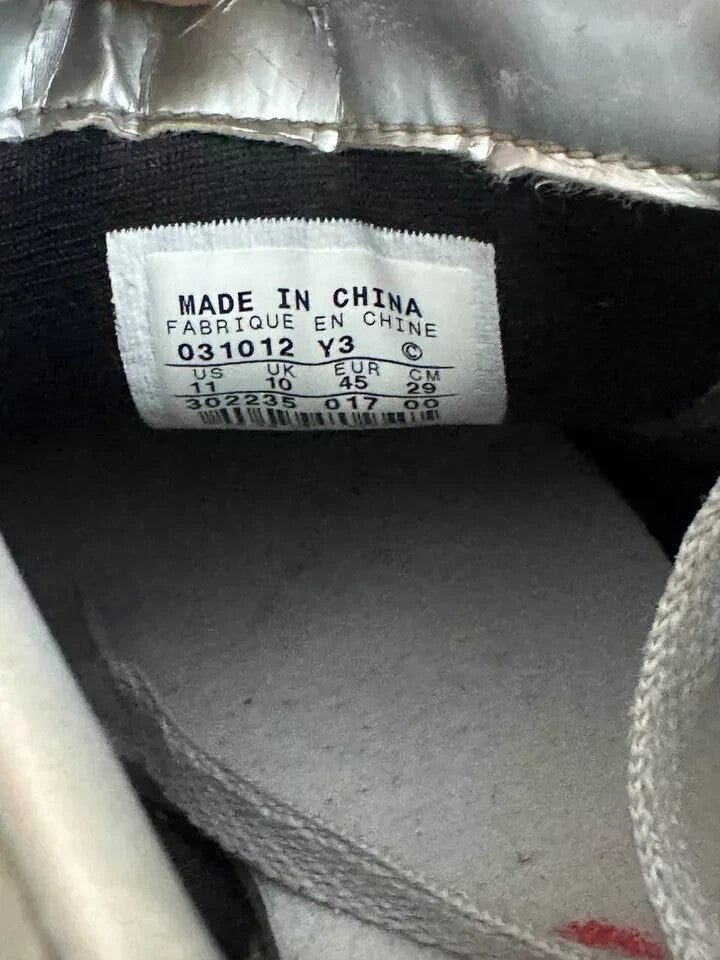 MADE IN CHINA
FABRIQUE EN CHINE
031012 Y3 ©
US UK EUR CM
11 10 45 29
302235 017 00